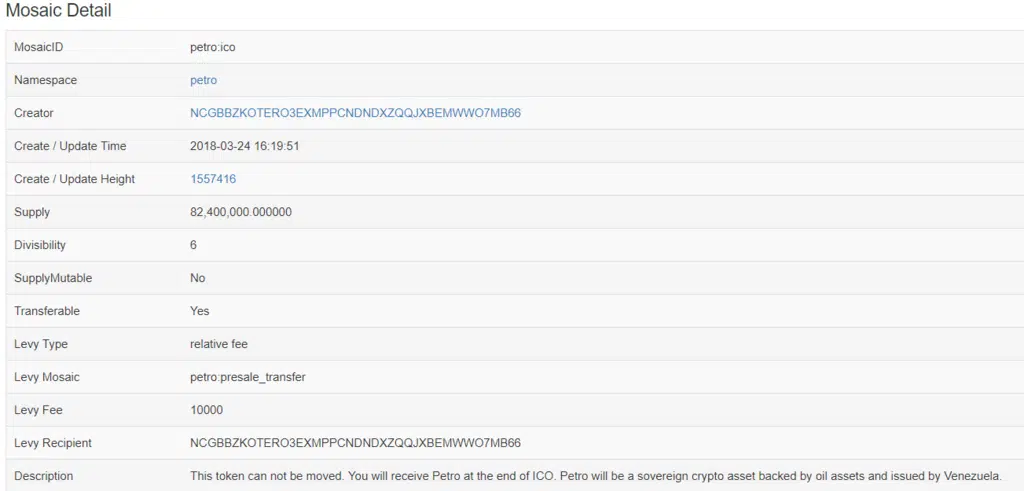 Mosaic Detail
MosaicID petro:ico
Namespace petro
Creator NCGBBZKOTERO3EXMPPCNDNDXZQQJXBEMWWO7MB66
Create / Update Time 2018-03-24 16:19:51
Create / Update Height 1557416
Supply 82,400,000.000000
Divisibility 6
SupplyMutable No
Transferable Yes
Levy Type relative fee
Levy Mosaic petro:presale_transfer
Levy Fee 10000
Levy Recipient NCGBBZKOTERO3EXMPPCNDNDXZQQJXBEMWWO7MB66
Description This token can not be moved. You will receive Petro at the end of ICO. Petro will be a sovereign crypto asset backed by oil assets and issued by Venezuela.